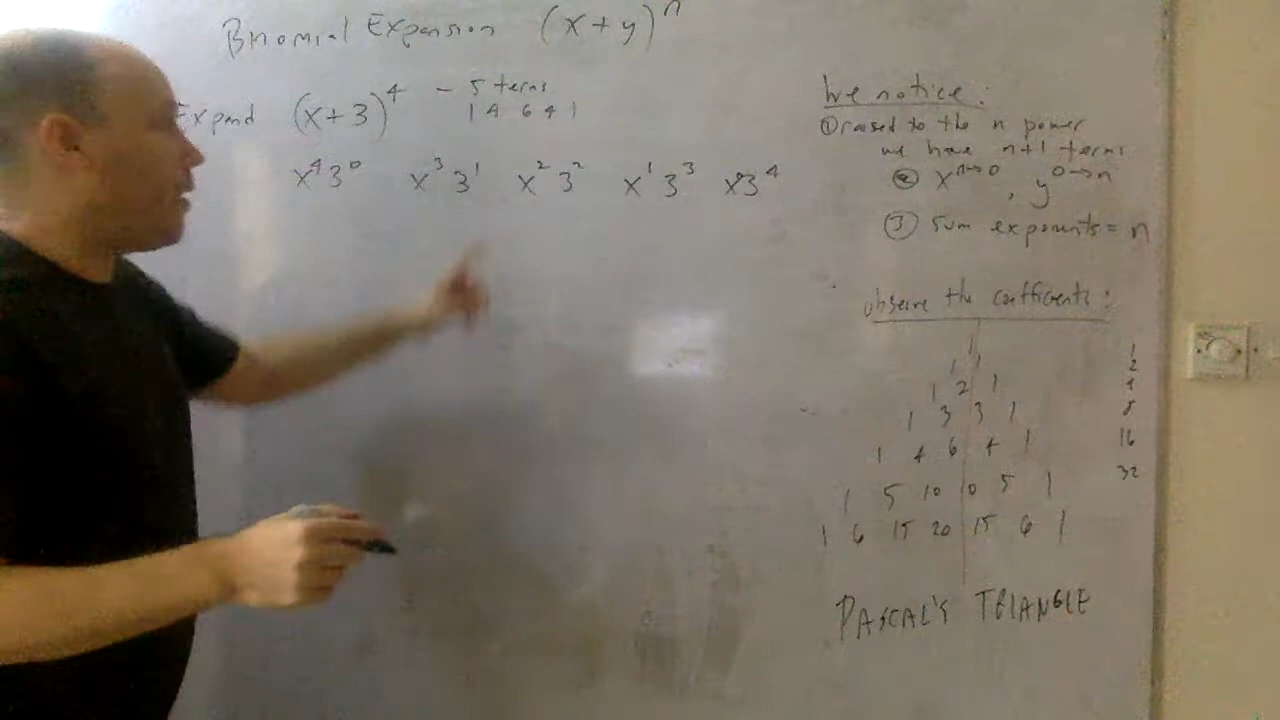 Binomial Expansion (x+y)^n
Expand (x+3)^4 - 5 terms
1 4 6 4 1
x^4 3^0 x^3 3^1 x^2 3^2 x^1 3^3 x^0 3^4
We notice:
① raised to the n power
we have n+1 terms
② x^n→0, y^0→n
③ sum exponents = n
observe the coefficients:
1 1
1 1 2
1 2 1 4
1 3 3 1 8
1 4 6 4 1 16
1 5 10 10 5 1 32
1 6 15 20 15 6 1
PASCAL'S TRIANGLE